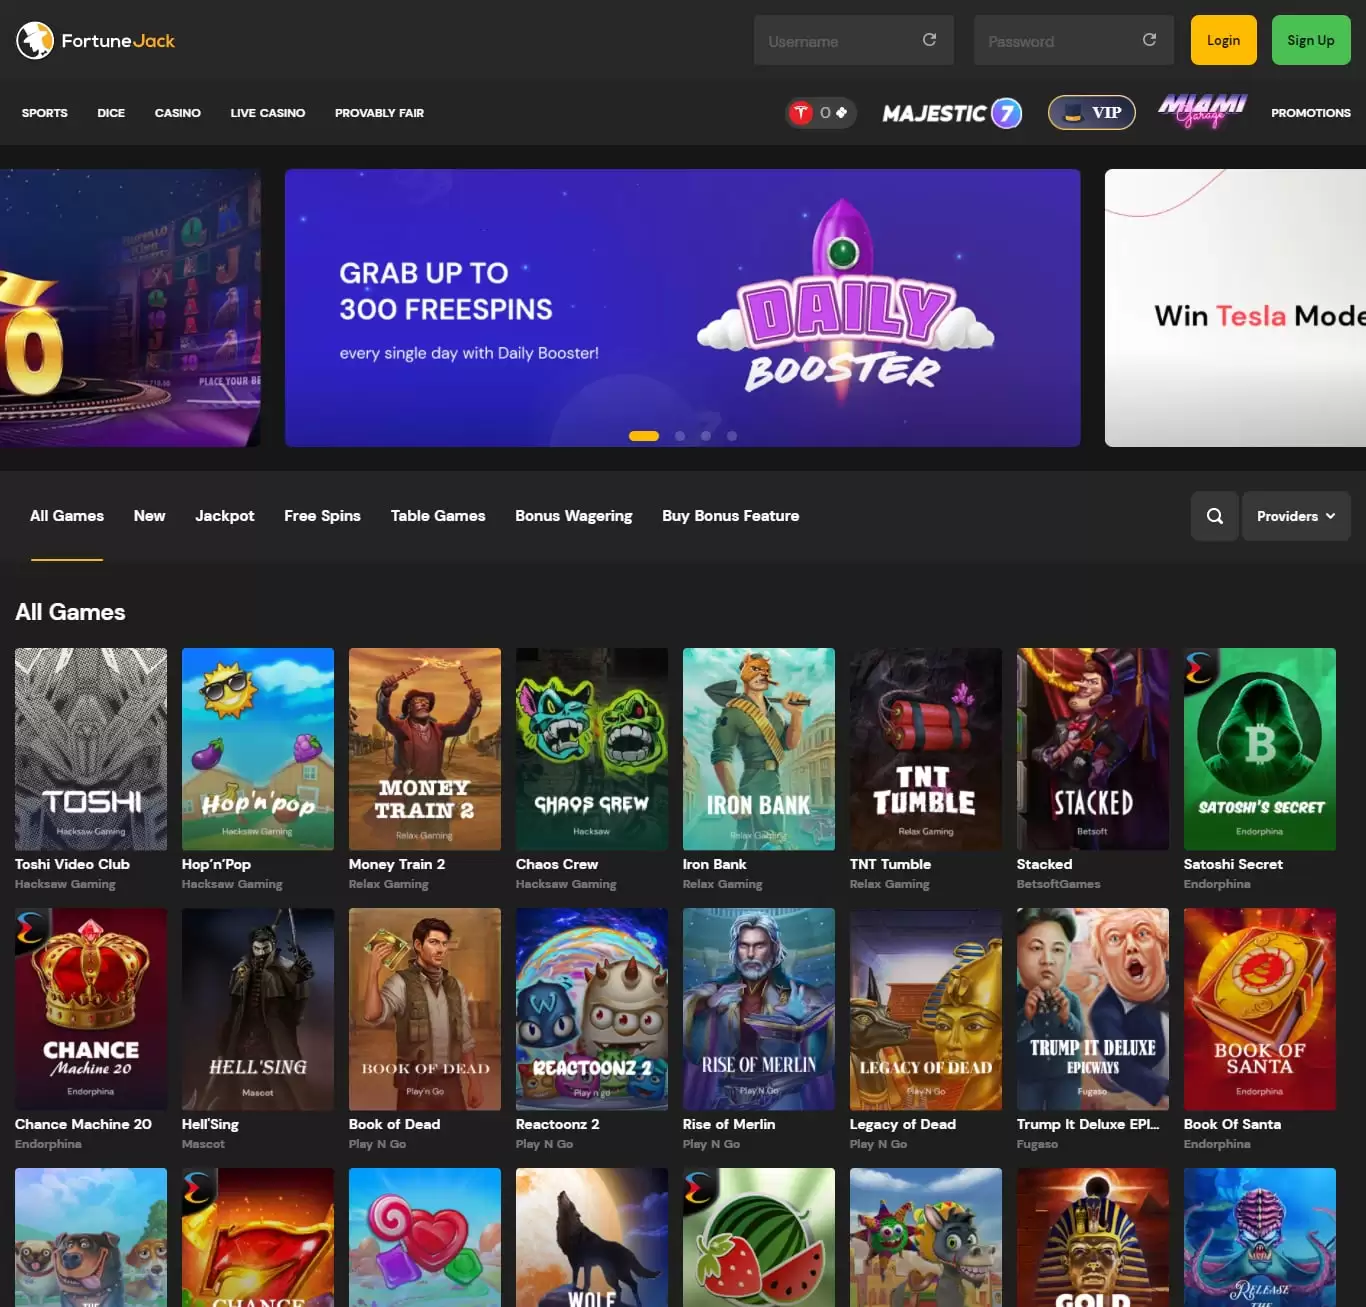 FortuneJack
Username
Password
Login
Sign Up
SPORTS
DICE
CASINO
LIVE CASINO
PROVABLY FAIR
0
MAJESTIC 7
VIP
MIAMI
Garage
PROMOTIONS
0
PLACE YOUR BE
GRAB UP TO
300 FREESPINS
every single day with Daily Booster!
DAILY
BOOSTER
Win Tesla Mode
All Games
New
Jackpot
Free Spins
Table Games
Bonus Wagering
Buy Bonus Feature
Providers
All Games
TOSHI
Hacksaw Gaming
Hop'n'pop
Hacksaw Gaming
MONEY
TRAIN 2
Relax Gaming
CHAOS CREW
Hacksaw
IRON BANK
Relax Gaming
TNT
TUMBLE
Relax Gaming
STACKED
Betsoft
B
SATOSHI'S SECRET
Endorphina
Toshi Video Club
Hop’n’Pop
Money Train 2
Chaos Crew
Iron Bank
TNT Tumble
Stacked
Satoshi Secret
Hacksaw Gaming
Hacksaw Gaming
Relax Gaming
Hacksaw Gaming
Relax Gaming
Relax Gaming
BetsoftGames
Endorphina
CHANCE
Machine 20
Endorphina
HELL'SING
Mascot
BOOK OF DEAD
Play'n Go
W
REACTOONZ 2
Play n go
RISE OF MERLIN
Play N Go
LEGACY OF DEAD
Play N Go
TRUMP IT DELUXE
EPICWAYS
Fugaso
BOOK OF
SANTA
Endorphina
Chance Machine 20
Hell'Sing
Book of Dead
Reactoonz 2
Rise of Merlin
Legacy of Dead
Trump It Deluxe EPI...
Book Of Santa
Endorphina
Mascot
Play N Go
Play N Go
Play N Go
Play N Go
Fugaso
Endorphina
THE
CHANCE
WOLF
GOLD
RELEASE
THE